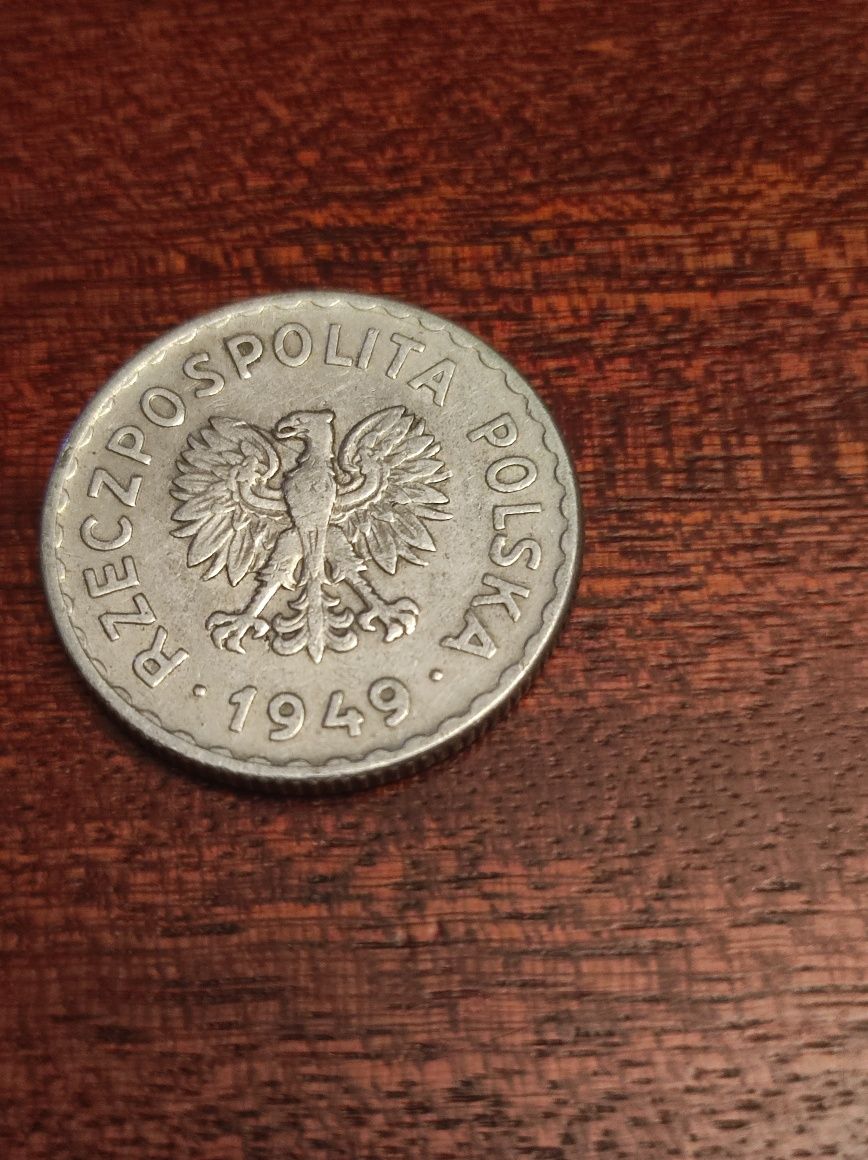 RZECZPOSPOLITA POLSKA
· 1949 ·